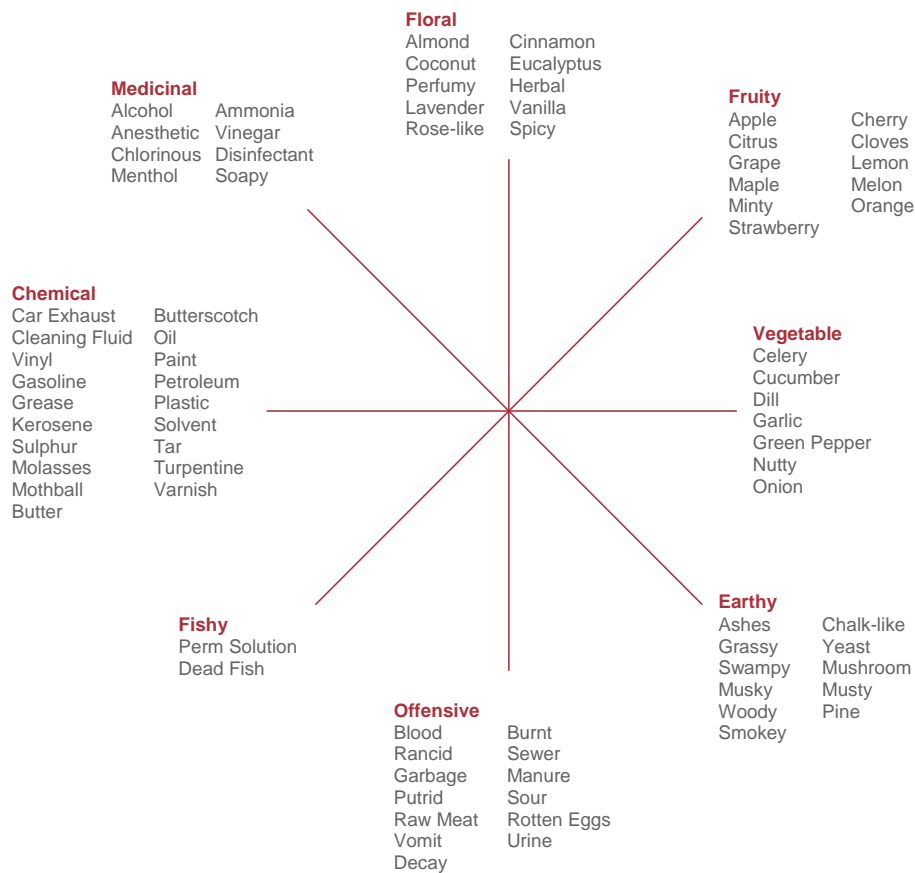 Floral
Almond Cinnamon
Coconut Eucalyptus
Perfumy Herbal
Lavender Vanilla
Rose-like Spicy
Medicinal
Alcohol Ammonia
Anesthetic Vinegar
Chlorinous Disinfectant
Menthol Soapy
Fruity
Apple Cherry
Citrus Cloves
Grape Lemon
Maple Melon
Minty Orange
Strawberry
Chemical
Car Exhaust Butterscotch
Cleaning Fluid Oil
Vinyl Paint
Gasoline Petroleum
Grease Plastic
Kerosene Solvent
Sulphur Tar
Molasses Turpentine
Mothball Varnish
Butter
Vegetable
Celery
Cucumber
Dill
Garlic
Green Pepper
Nutty
Onion
Fishy
Perm Solution
Dead Fish
Earthy
Ashes Chalk-like
Grassy Yeast
Swampy Mushroom
Musky Musty
Woody Pine
Smokey
Offensive
Blood Burnt
Rancid Sewer
Garbage Manure
Putrid Sour
Raw Meat Rotten Eggs
Vomit Urine
Decay